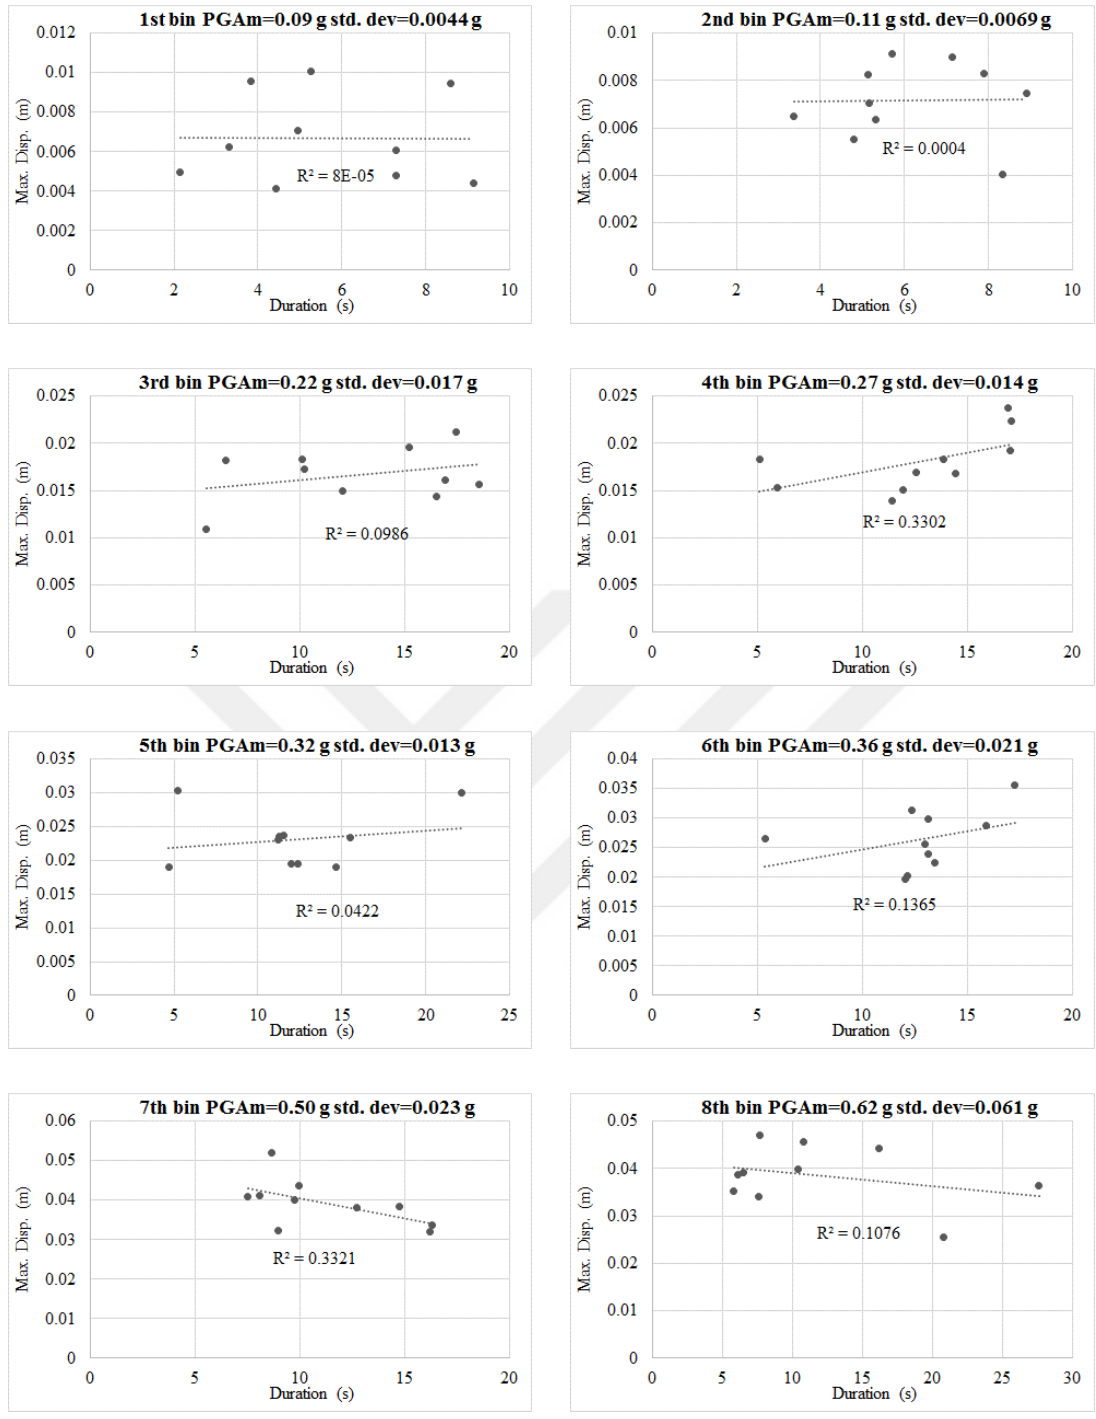 1st bin PGAm=0.09 g std. dev=0.0044 g
0.012
0.01
0.008
0.006
0.004
0.002
0
Max. Disp. (m)
R² = 8E-05
0 2 4 6 8 10
Duration (s)
2nd bin PGAm=0.11 g std. dev=0.0069 g
0.01
0.008
0.006
0.004
0.002
0
Max. Disp. (m)
R² = 0.0004
0 2 4 6 8 10
Duration (s)
3rd bin PGAm=0.22 g std. dev=0.017 g
0.025
0.02
0.015
0.01
0.005
0
Max. Disp. (m)
R² = 0.0986
0 5 10 15 20
Duration (s)
4th bin PGAm=0.27 g std. dev=0.014 g
0.025
0.02
0.015
0.01
0.005
0
Max. Disp. (m)
R² = 0.3302
0 5 10 15 20
Duration (s)
5th bin PGAm=0.32 g std. dev=0.013 g
0.035
0.03
0.025
0.02
0.015
0.01
0.005
0
Max. Disp. (m)
R² = 0.0422
0 5 10 15 20 25
Duration (s)
6th bin PGAm=0.36 g std. dev=0.021 g
0.04
0.035
0.03
0.025
0.02
0.015
0.01
0.005
0
Max. Disp. (m)
R² = 0.1365
0 5 10 15 20
Duration (s)
7th bin PGAm=0.50 g std. dev=0.023 g
0.06
0.05
0.04
0.03
0.02
0.01
0
Max. Disp. (m)
R² = 0.3321
0 5 10 15 20
Duration (s)
8th bin PGAm=0.62 g std. dev=0.061 g
0.05
0.04
0.03
0.02
0.01
0
Max. Disp. (m)
R² = 0.1076
0 5 10 15 20 25 30
Duration (s)